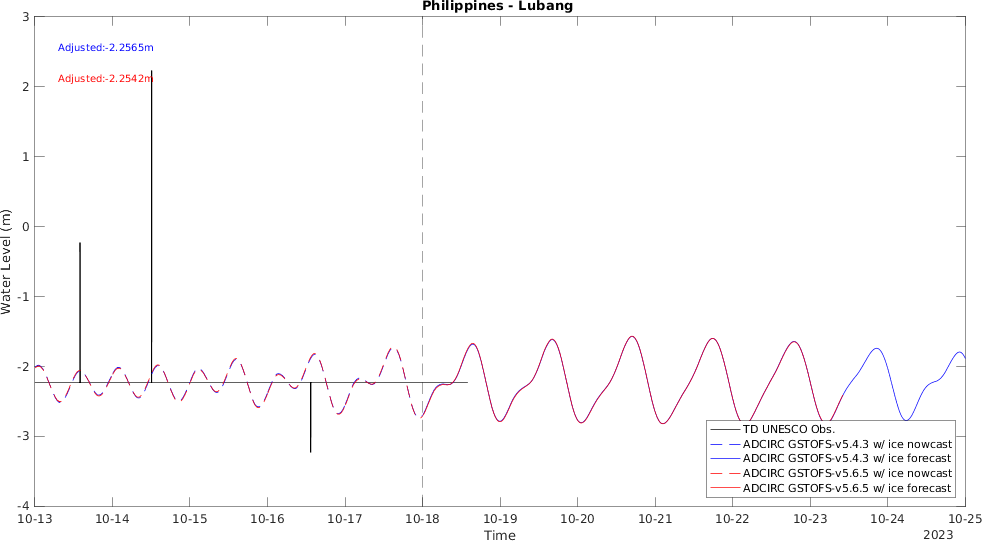 Philippines - Lubang
Adjusted:-2.2565m
Adjusted:-2.2542m
Water Level (m)
3
2
1
0
-1
-2
-3
-4
TD UNESCO Obs.
ADCIRC GSTOFS-v5.4.3 w/ ice nowcast
ADCIRC GSTOFS-v5.4.3 w/ ice forecast
ADCIRC GSTOFS-v5.6.5 w/ ice nowcast
ADCIRC GSTOFS-v5.6.5 w/ ice forecast
10-13 10-14 10-15 10-16 10-17 10-18 10-19 10-20 10-21 10-22 10-23 10-24 10-25
Time
2023